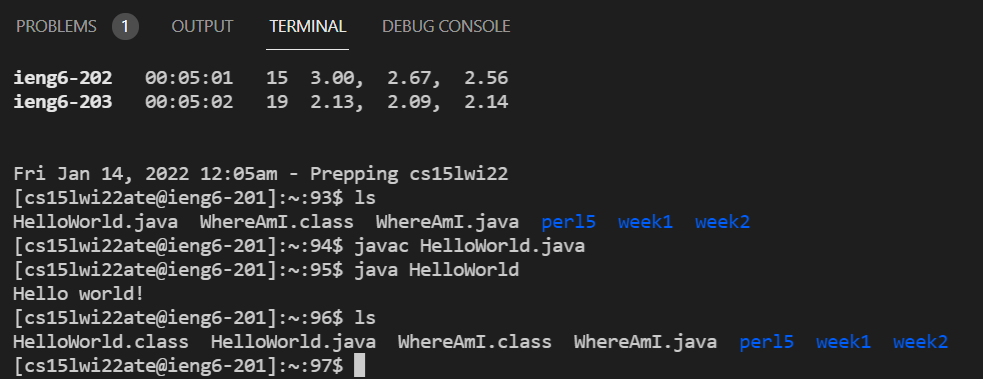 PROBLEMS 1 OUTPUT TERMINAL DEBUG CONSOLE
ieng6-202 00:05:01 15 3.00, 2.67, 2.56
ieng6-203 00:05:02 19 2.13, 2.09, 2.14
Fri Jan 14, 2022 12:05am - Prepping cs15lwi22
[cs15lwi22ate@ieng6-201]:~:93$ ls
HelloWorld.java WhereAmI.class WhereAmI.java perl5 week1 week2
[cs15lwi22ate@ieng6-201]:~:94$ javac HelloWorld.java
[cs15lwi22ate@ieng6-201]:~:95$ java HelloWorld
Hello world!
[cs15lwi22ate@ieng6-201]:~:96$ ls
HelloWorld.class HelloWorld.java WhereAmI.class WhereAmI.java perl5 week1 week2
[cs15lwi22ate@ieng6-201]:~:97$